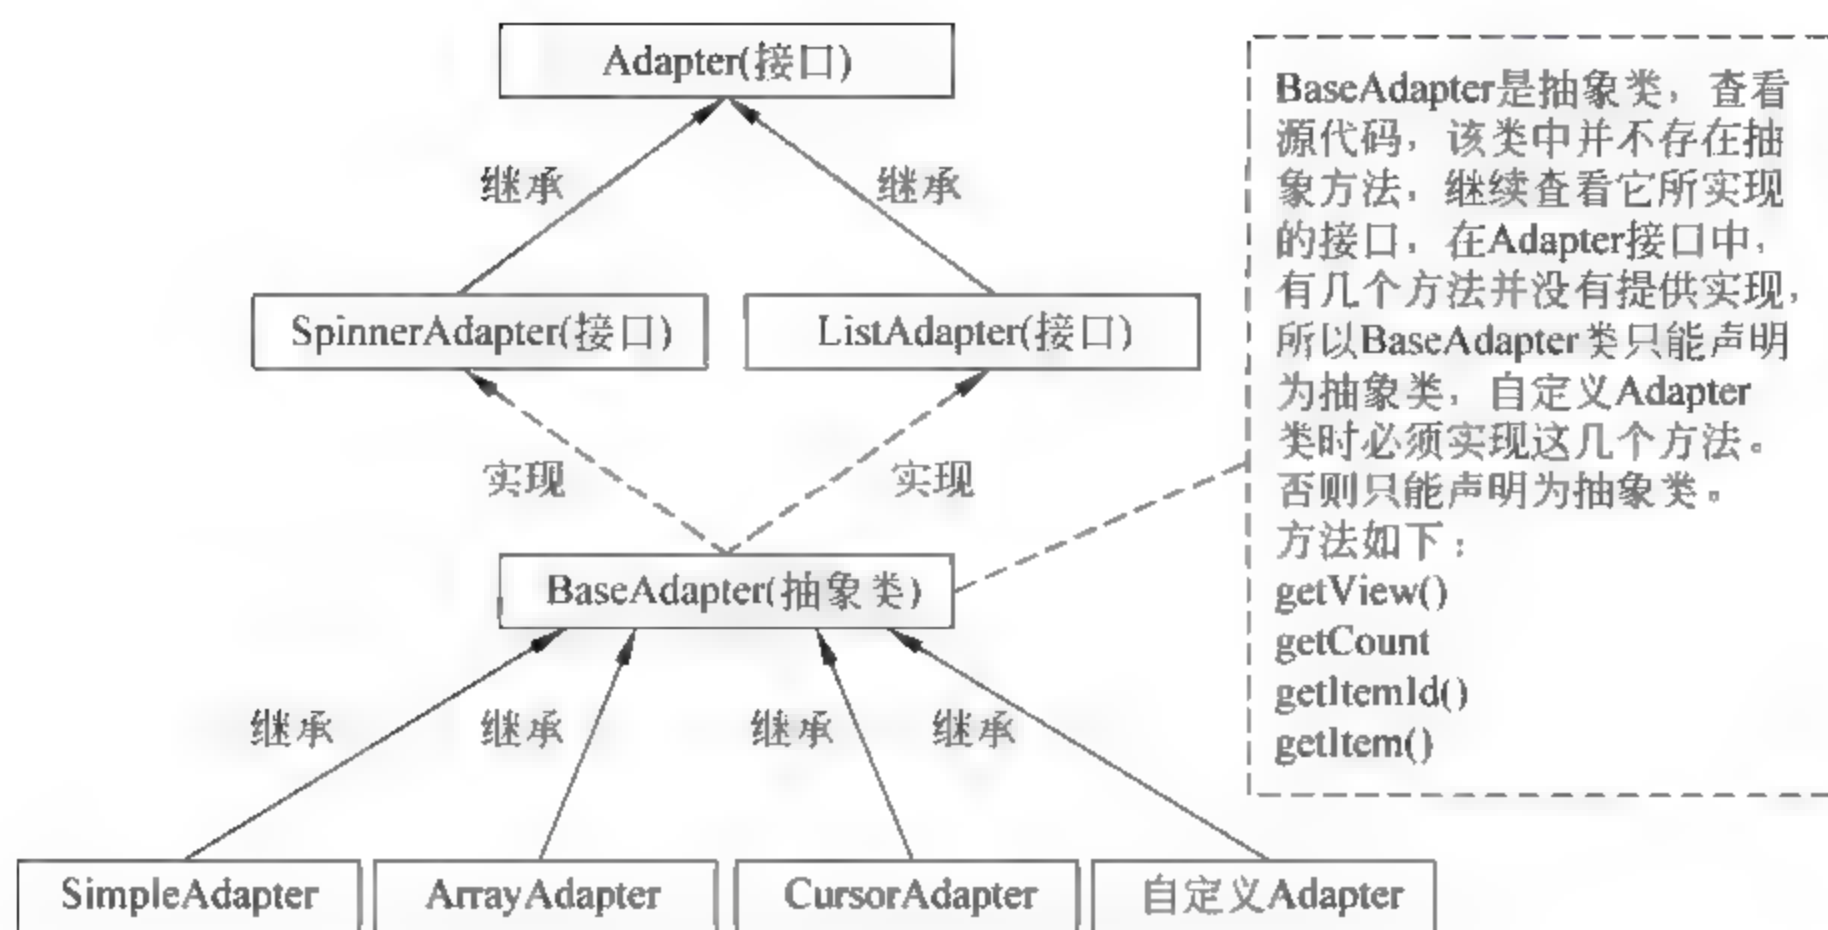 Adapter(接口)
继承
继承
SpinnerAdapter(接口)
ListAdapter(接口)
实现
实现
BaseAdapter(抽象类)
继承
继承
继承
继承
SimpleAdapter
ArrayAdapter
CursorAdapter
自定义Adapter
BaseAdapter是抽象类，查看
源代码，该类中并不存在抽
象方法，继续查看它所实现
的接口，在Adapter接口中，
有几个方法并没有提供实现，
所以BaseAdapter类只能声明
为抽象类，自定义Adapter
类时必须实现这几个方法。
否则只能声明为抽象类。
方法如下：
getView()
getCount
getItemId()
getItem()